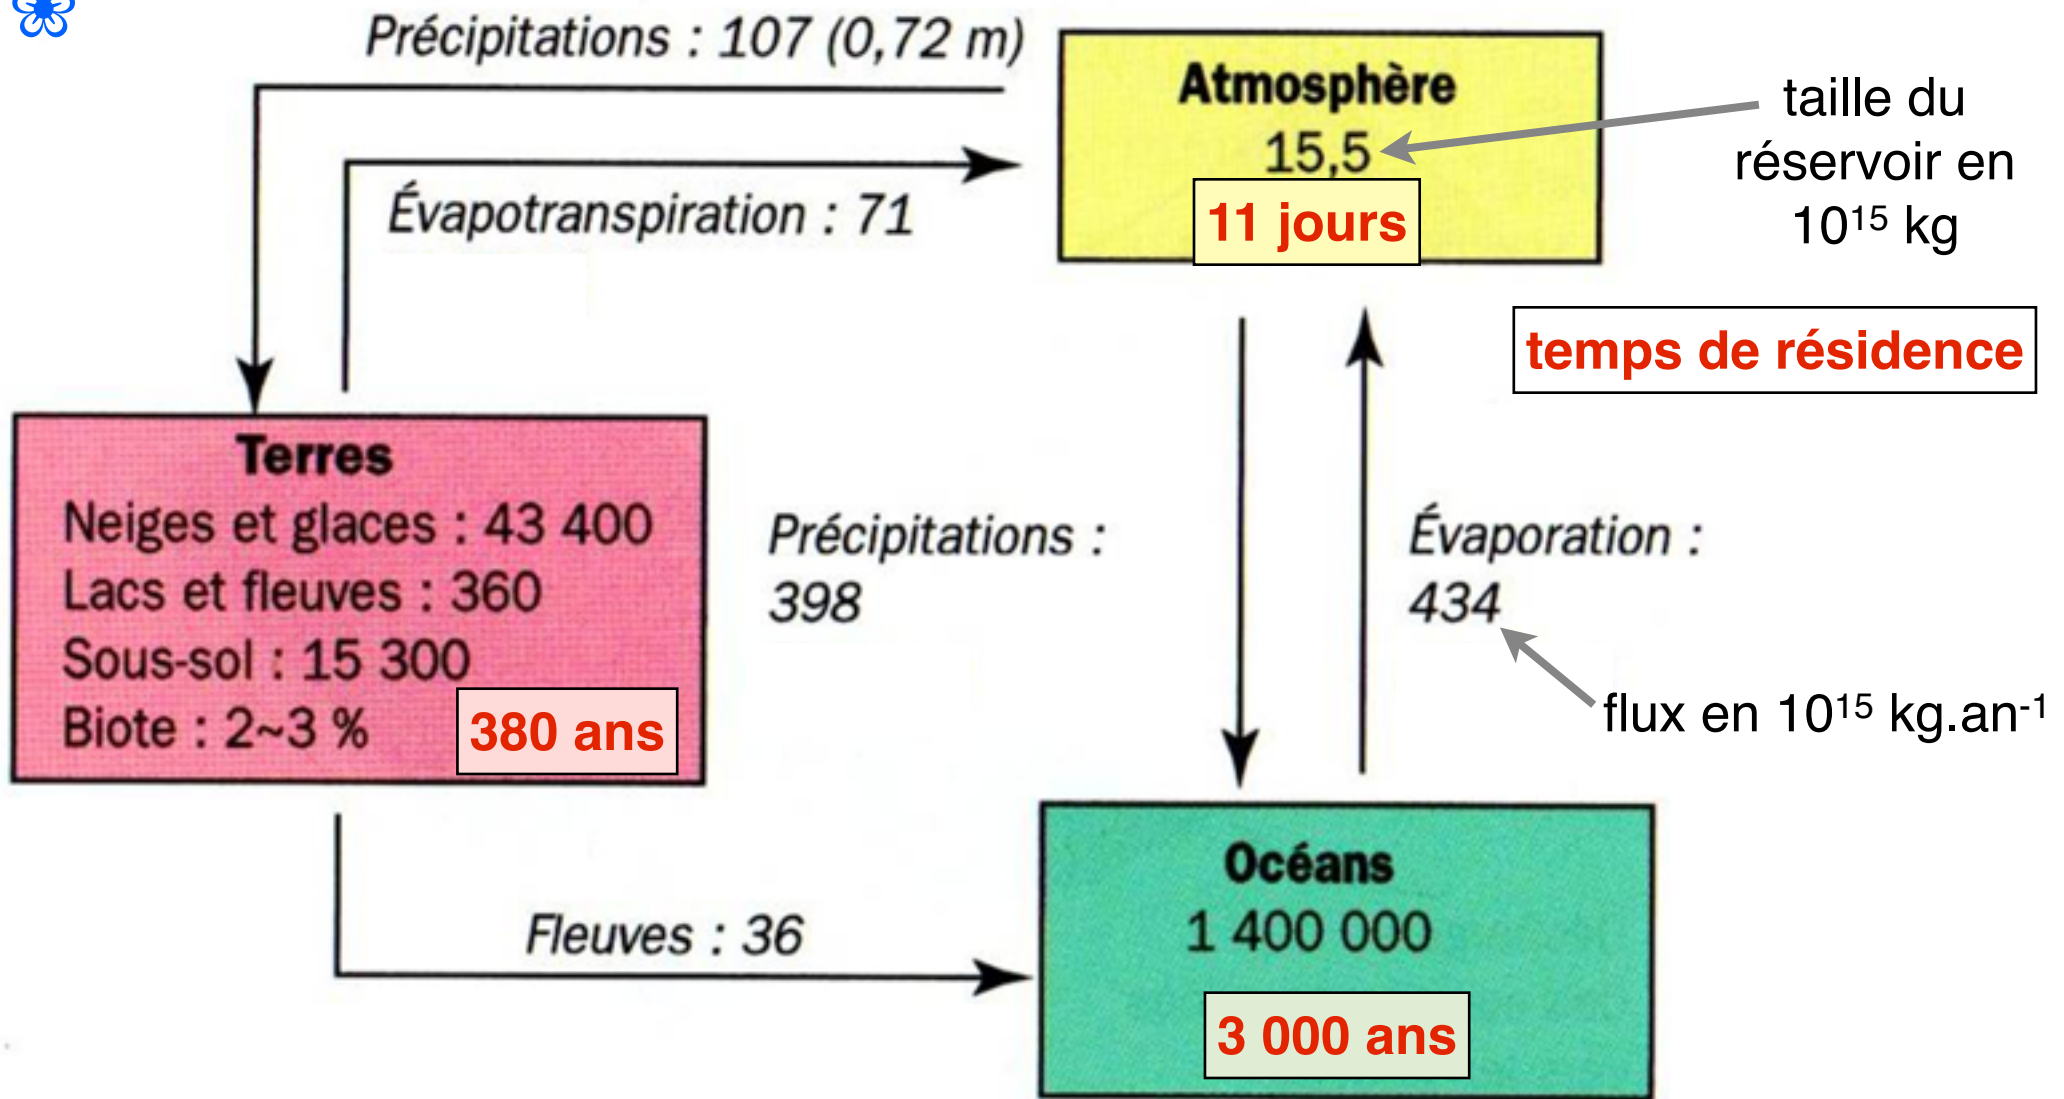 Précipitations : 107 (0,72 m)
Évapotranspiration : 71
Atmosphère
15,5
11 jours
taille du
réservoir en
10¹⁵ kg
temps de résidence
Terres
Neiges et glaces : 43 400
Lacs et fleuves : 360
Sous-sol : 15 300
Biote : 2~3 %
380 ans
Précipitations :
398
Évaporation :
434
flux en 10¹⁵ kg.an⁻¹
Fleuves : 36
Océans
1 400 000
3 000 ans